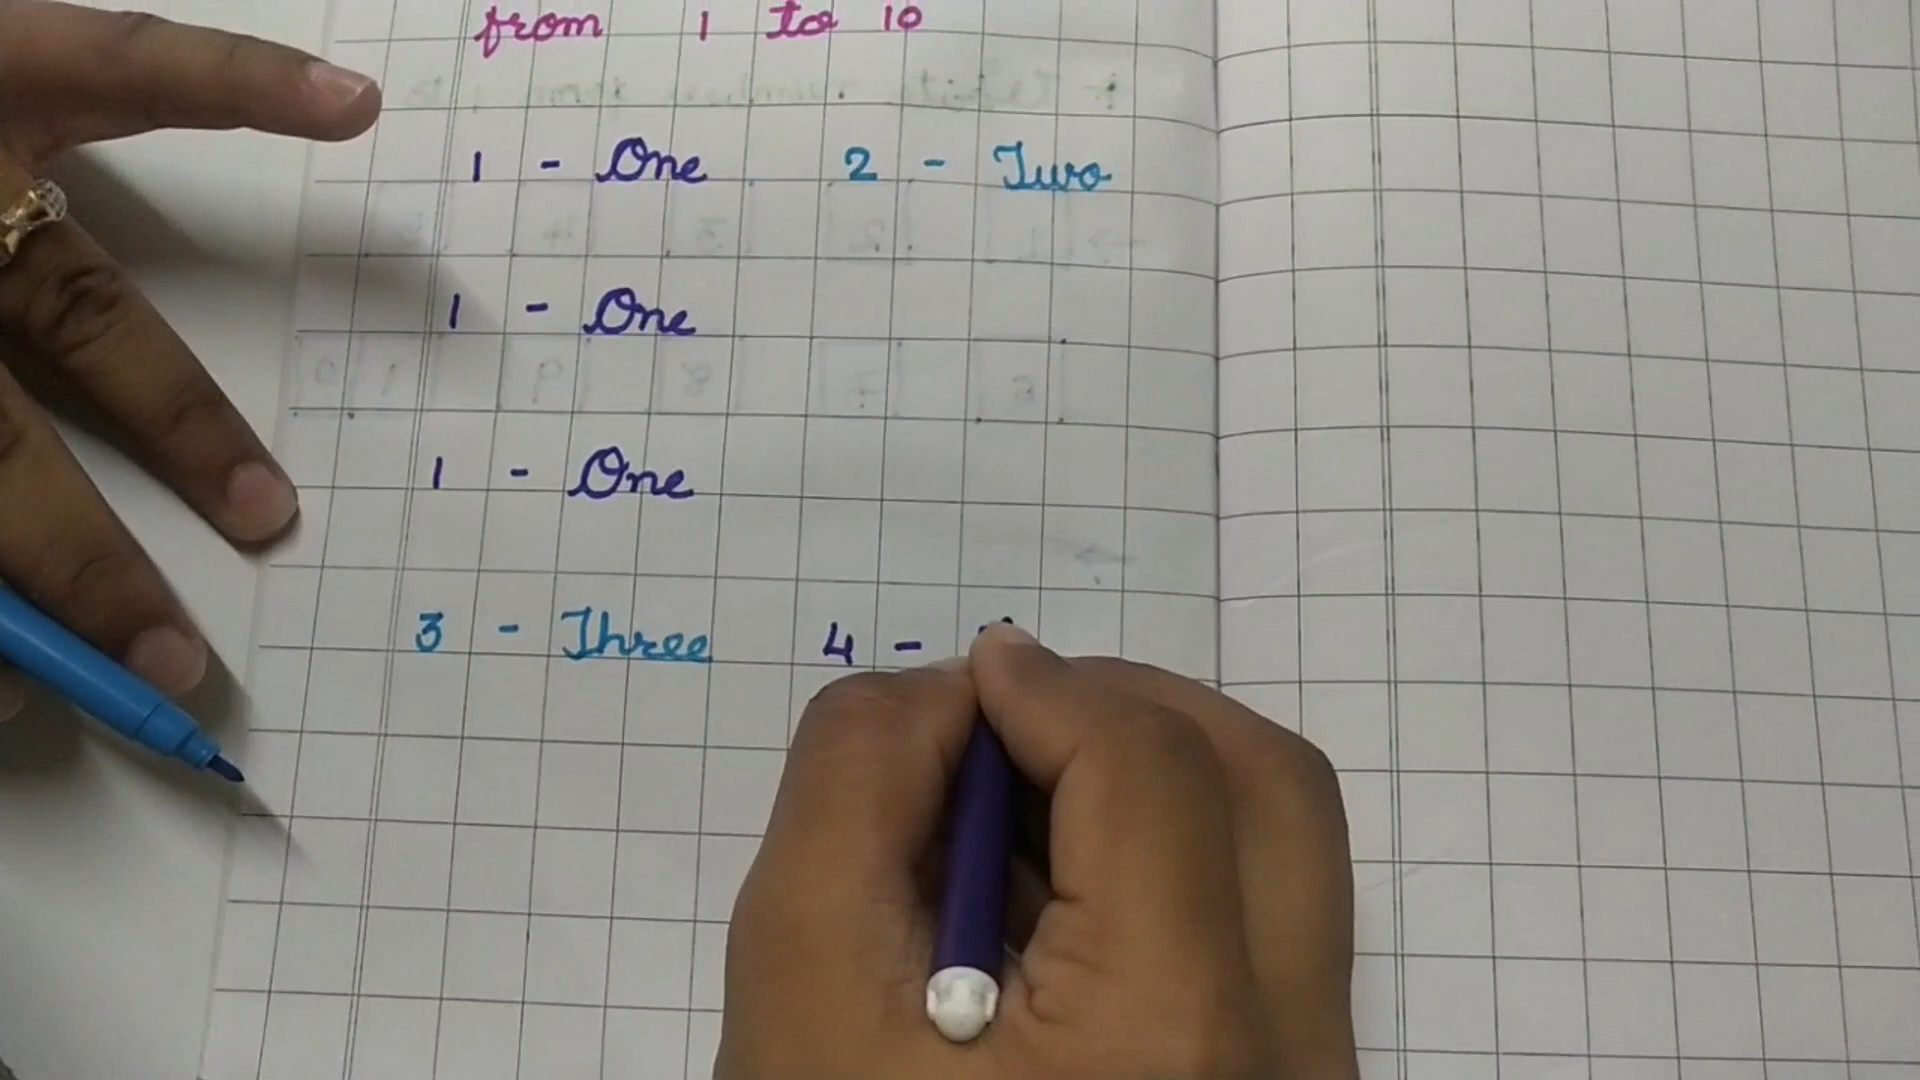 from 1 to 10
1 - One 2 - Two
1 - One
1 - One
3 - Three 4 -